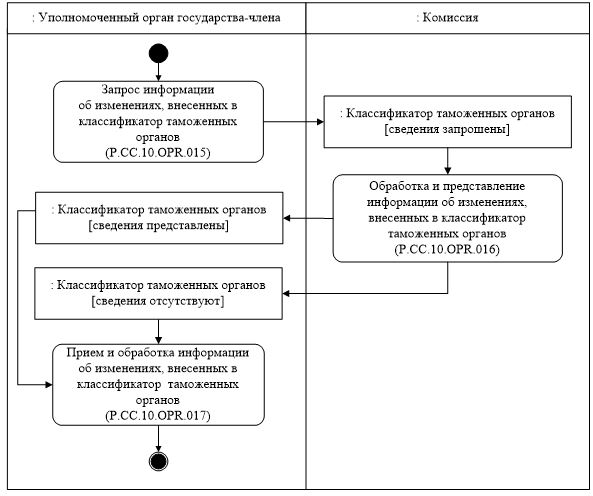 : Уполномоченный орган государства-члена
: Комиссия
Запрос информации
об изменениях, внесенных в
классификатор таможенных
органов
(P.CC.10.OPR.015)
: Классификатор таможенных органов
[сведения запрошены]
Обработка и представление
информации об изменениях,
внесенных в классификатор
таможенных органов
(P.CC.10.OPR.016)
: Классификатор таможенных органов
[сведения представлены]
: Классификатор таможенных органов
[сведения отсутствуют]
Прием и обработка информации
об изменениях, внесенных в
классификатор таможенных
органов
(P.CC.10.OPR.017)